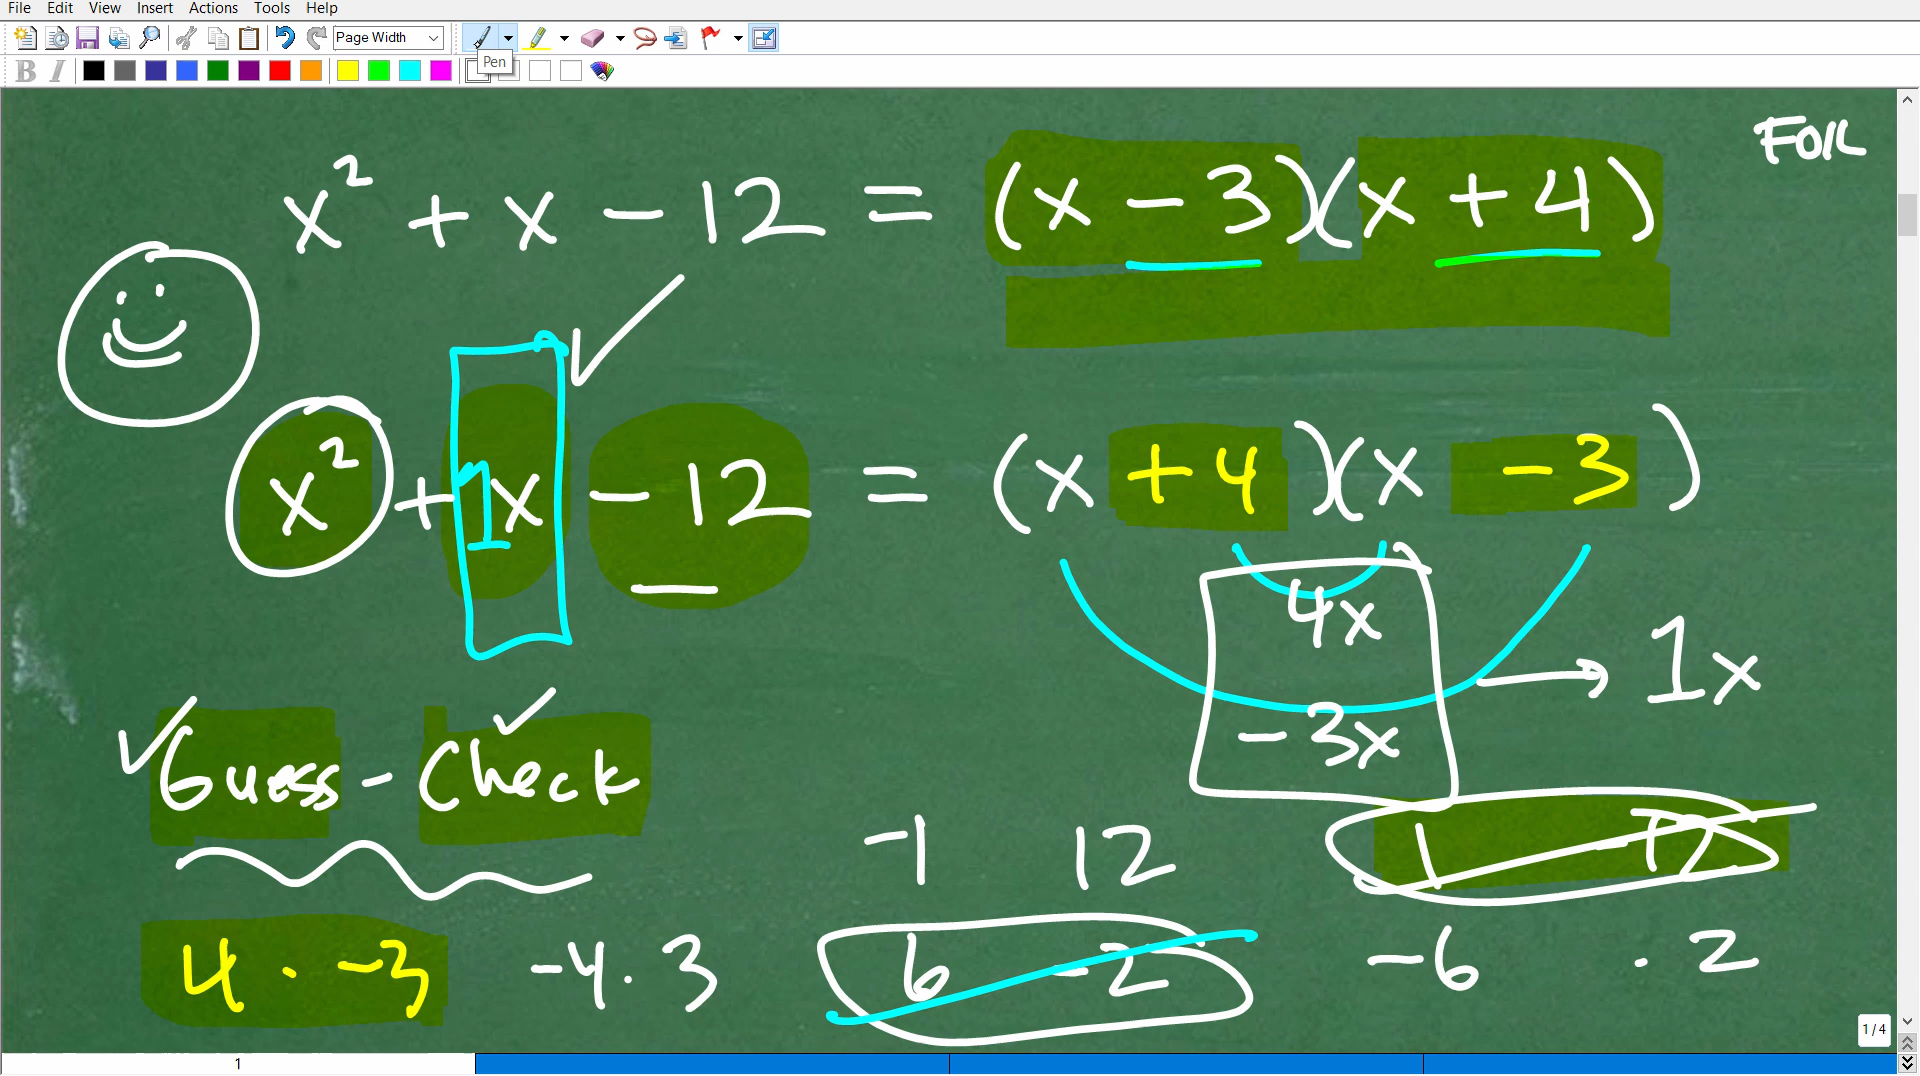 File Edit View Insert Actions Tools Help
Page Width
B I
Pen
FOIL
x² + x - 12 = (x - 3)(x + 4)
x² + 1x - 12 = (x + 4)(x - 3)
4x
1x
-3x
Guess - Check
-1 12 1 -12
4 · -3 -4 · 3 6 -2 -6 · 2
1/4
1